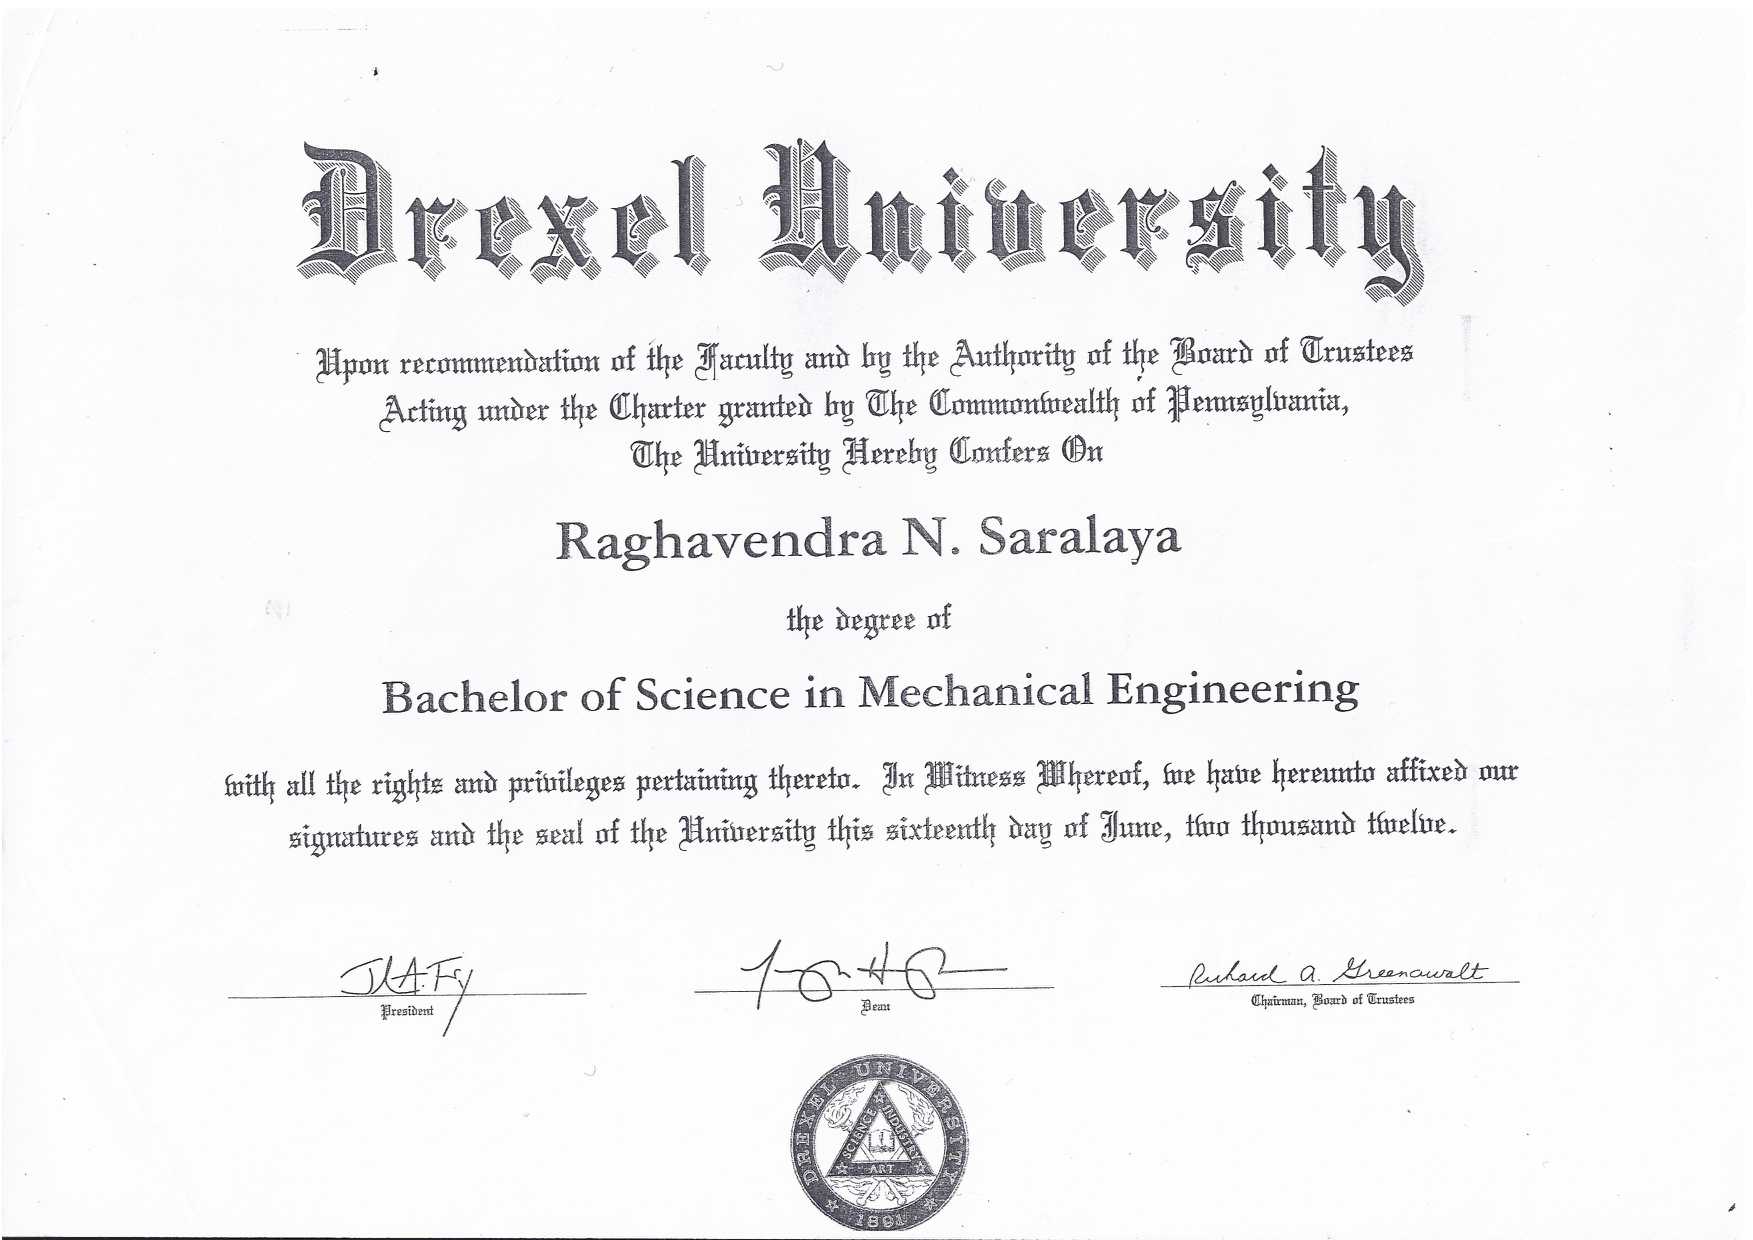 Drexel University
Upon recommendation of the Faculty and by the Authority of the Board of Trustees
Acting under the Charter granted by The Commonwealth of Pennsylvania,
The University Hereby Confers On
Raghavendra N. Saralaya
the degree of
Bachelor of Science in Mechanical Engineering
with all the rights and privileges pertaining thereto. In Witness Whereof, we have hereunto affixed our
signatures and the seal of the University this sixteenth day of June, two thousand twelve.
Richard A. Greenawalt
President
Dean
Chairman, Board of Trustees
DREXEL UNIVERSITY
SCIENCE INDUSTRY
ART
1891